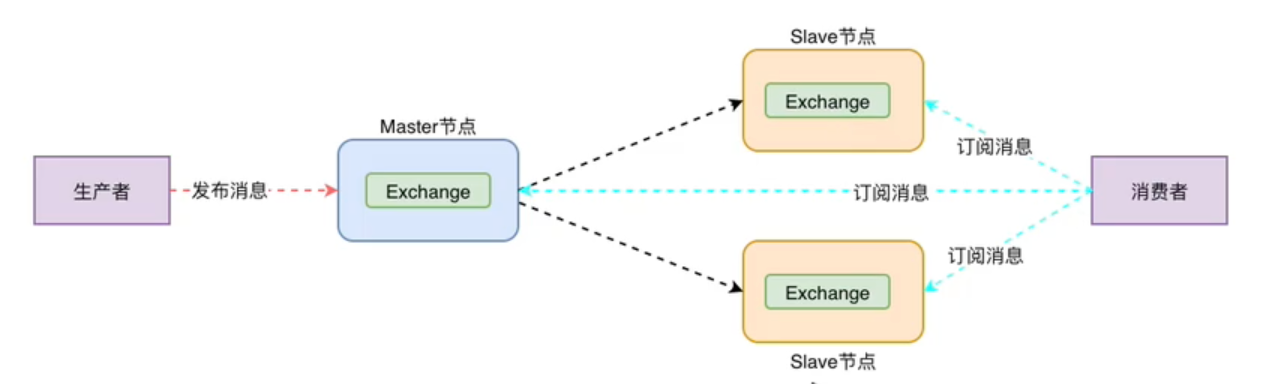 Slave节点
Exchange
Master节点
订阅消息
生产者
发布消息
Exchange
订阅消息
消费者
订阅消息
Exchange
Slave节点